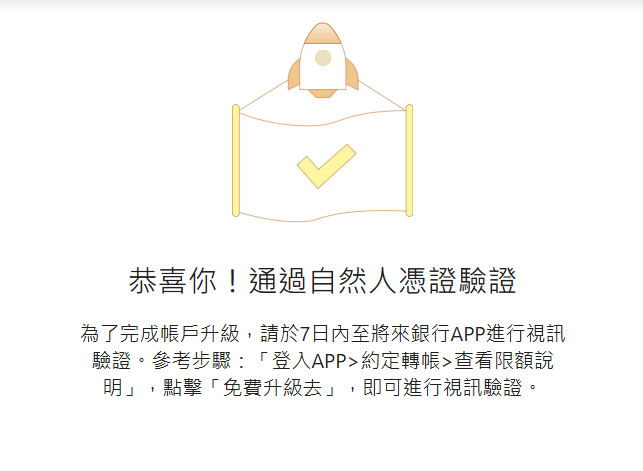 恭喜你！通過自然人憑證驗證
為了完成帳戶升級，請於7日內至將來銀行APP進行視訊
驗證。參考步驟：「登入APP>約定轉帳>查看限額說
明」，點擊「免費升級去」，即可進行視訊驗證。